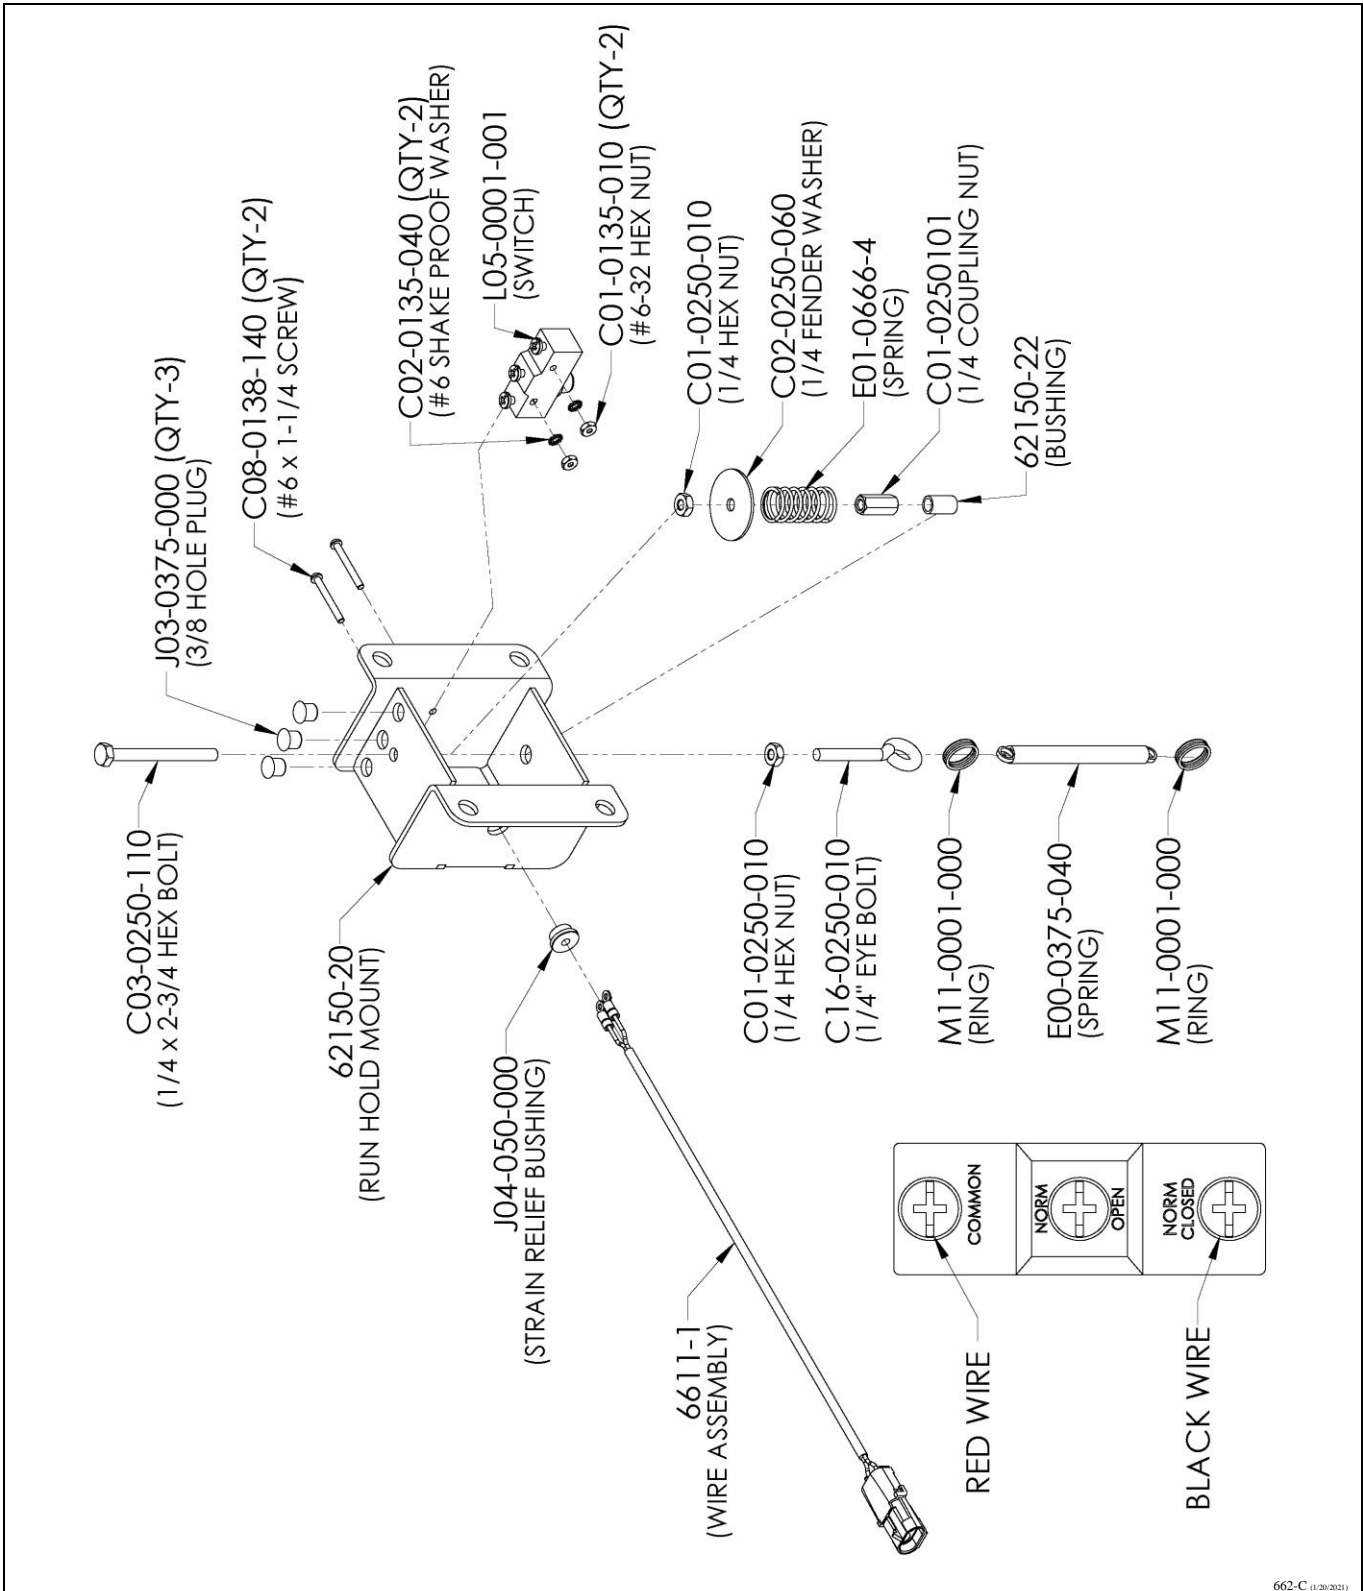 C03-0250-110
(1/4 x 2-3/4 HEX BOLT)
J03-0375-000 (QTY-3)
(3/8 HOLE PLUG)
C08-0138-140 (QTY-2)
(#6 x 1-1/4 SCREW)
C02-0135-040 (QTY-2)
(#6 SHAKE PROOF WASHER)
L05-0001-001
(SWITCH)
C01-0135-010 (QTY-2)
(#6-32 HEX NUT)
62150-20
(RUN HOLD MOUNT)
J04-050-000
(STRAIN RELIEF BUSHING)
6611-1
(WIRE ASSEMBLY)
C01-0250-010
(1/4 HEX NUT)
C02-0250-060
(1/4 FENDER WASHER)
E01-0666-4
(SPRING)
C01-0250101
(1/4 COUPLING NUT)
62150-22
(BUSHING)
C01-0250-010
(1/4 HEX NUT)
C16-0250-010
(1/4" EYE BOLT)
M11-0001-000
(RING)
E00-0375-040
(SPRING)
M11-0001-000
(RING)
RED WIRE
COMMON
NORM
OPEN
NORM
CLOSED
BLACK WIRE
662-C (1/20/2021)